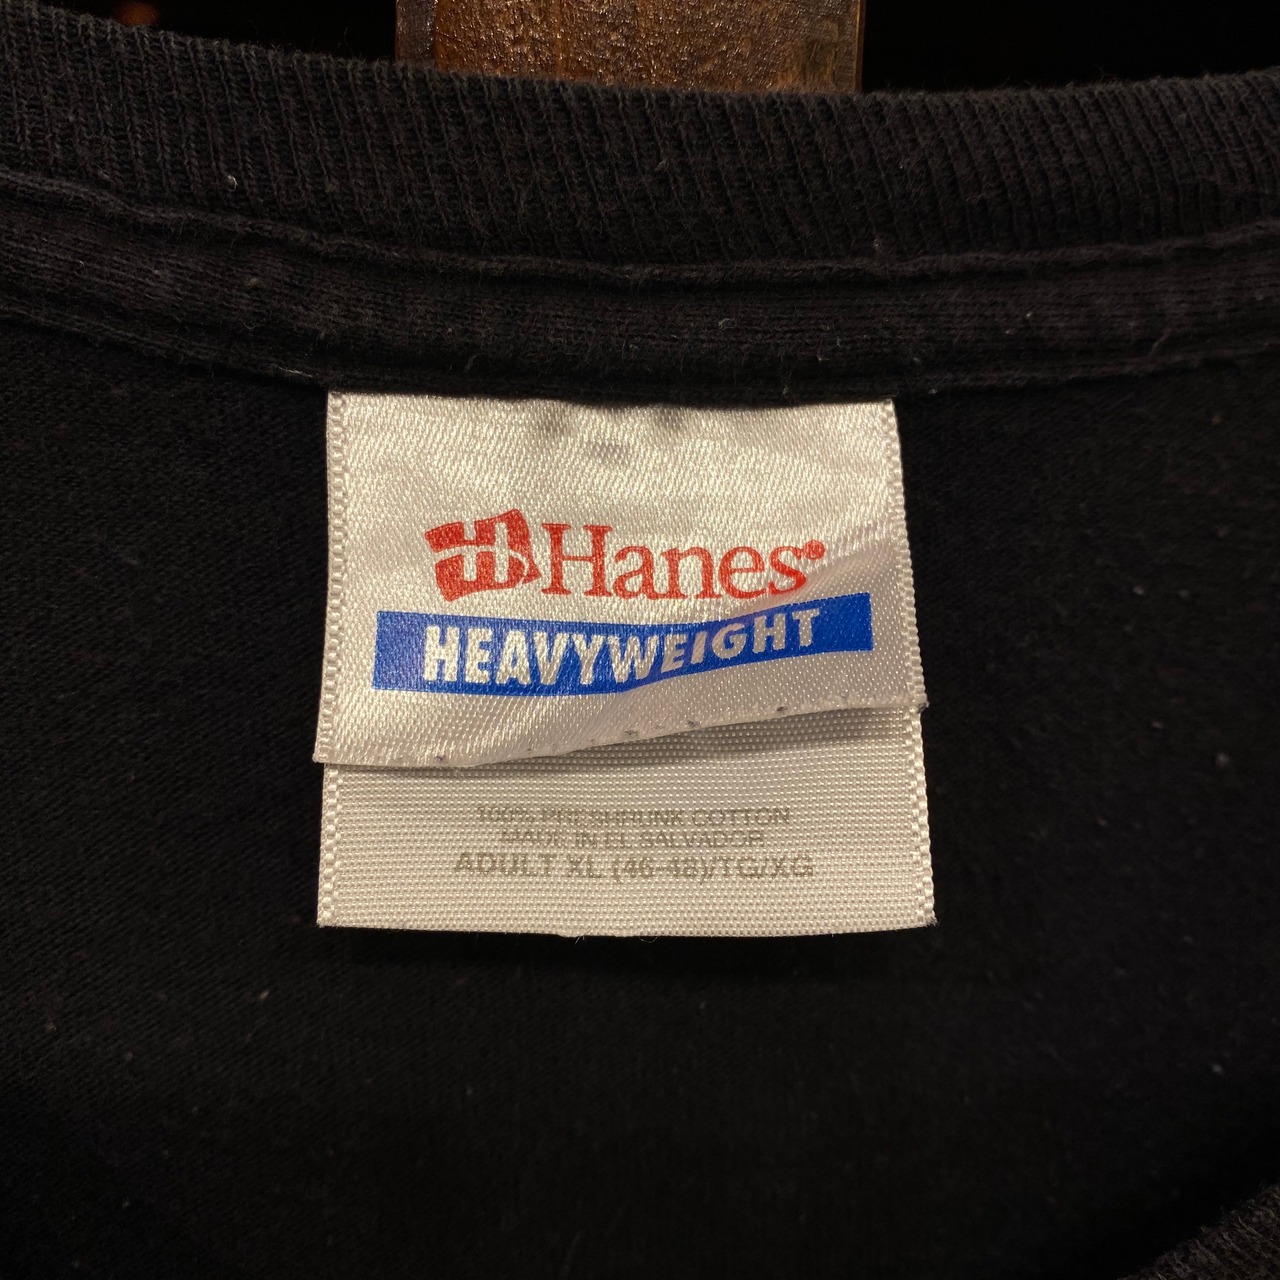 Hanes®
HEAVYWEIGHT
100% PRESHRUNK COTTON
MADE IN EL SALVADOR
ADULT XL (46-48)/TG/XG